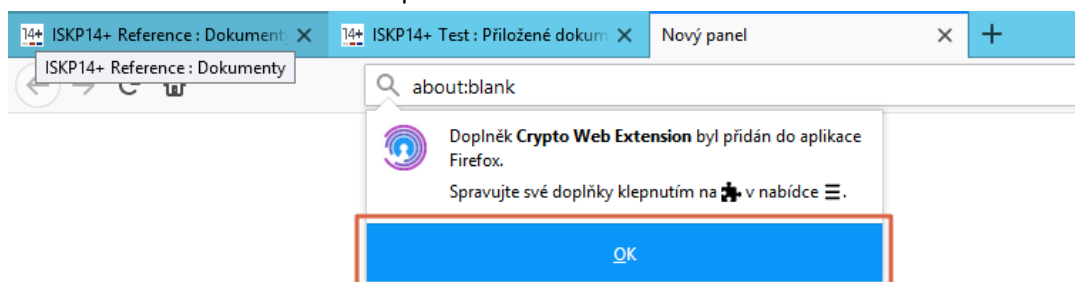 14+ ISKP14+ Reference : Dokument
14+ ISKP14+ Test : Přiložené dokum
Nový panel
ISKP14+ Reference : Dokumenty
about:blank
Doplněk Crypto Web Extension byl přidán do aplikace
Firefox.
Spravujte své doplňky klepnutím na v nabídce .
OK